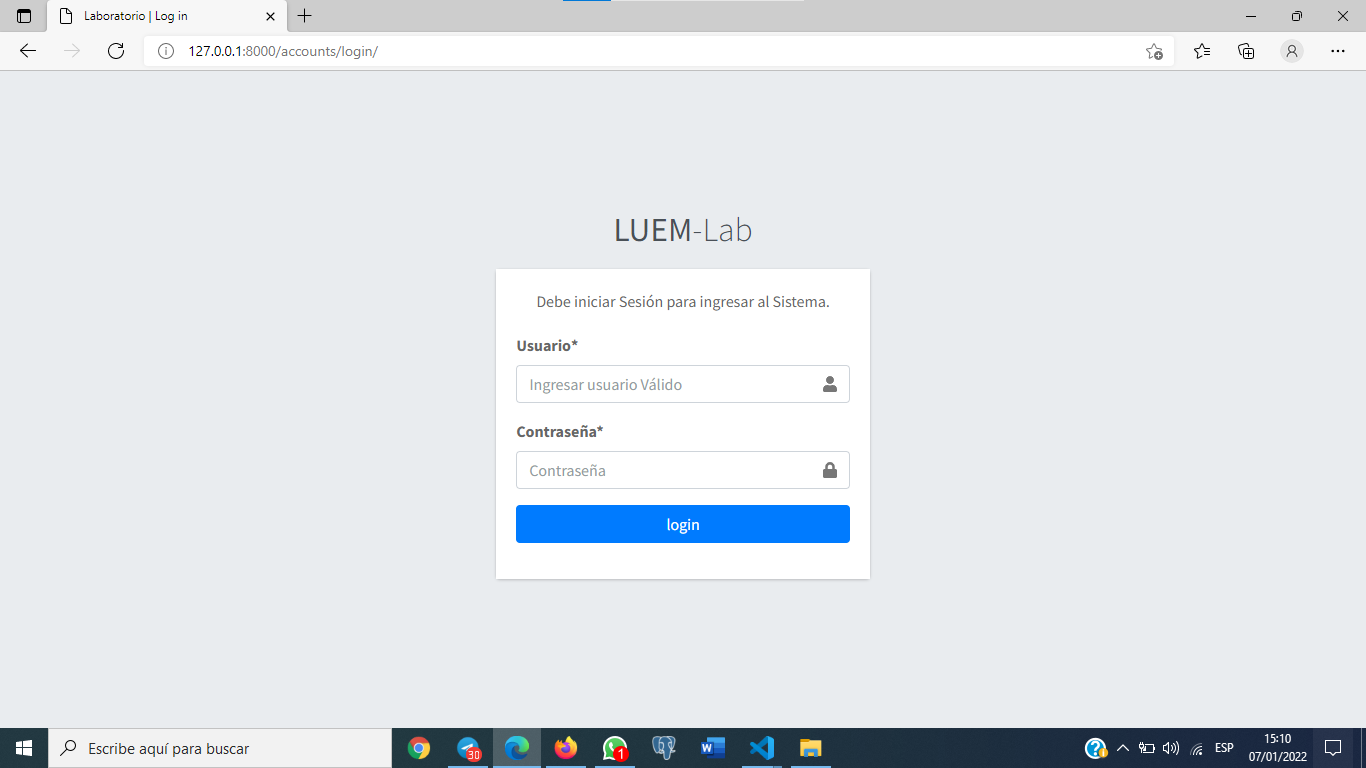 Laboratorio | Log in
127.0.0.1:8000/accounts/login/
LUEM-Lab
Debe iniciar Sesión para ingresar al Sistema.
Usuario*
Ingresar usuario Válido
Contraseña*
Contraseña
login
Escribe aquí para buscar
30
1
W
ESP
15:10
07/01/2022